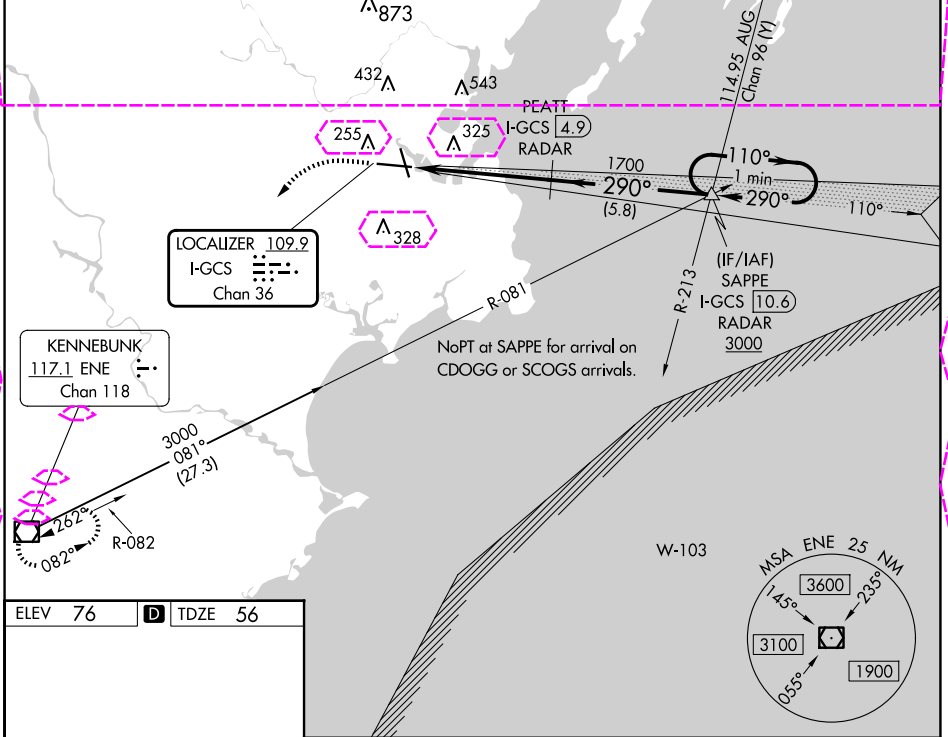 873
432
543
114.95 AUG
Chan 96 (Y)
PEATT
I-GCS 4.9
RADAR
255
325
1700
290°
(5.8)
110°
1 min
290°
110°
LOCALIZER 109.9
I-GCS
Chan 36
328
R-081
R-213
(IF/IAF)
SAPPE
I-GCS 10.6
RADAR
3000
NoPT at SAPPE for arrival on
CDOGG or SCOGS arrivals.
KENNEBUNK
117.1 ENE
Chan 118
3000
081°
(27.3)
262°
082°
R-082
W-103
MSA ENE 25 NM
3600
145°
235°
3100
1900
055°
ELEV 76 D TDZE 56